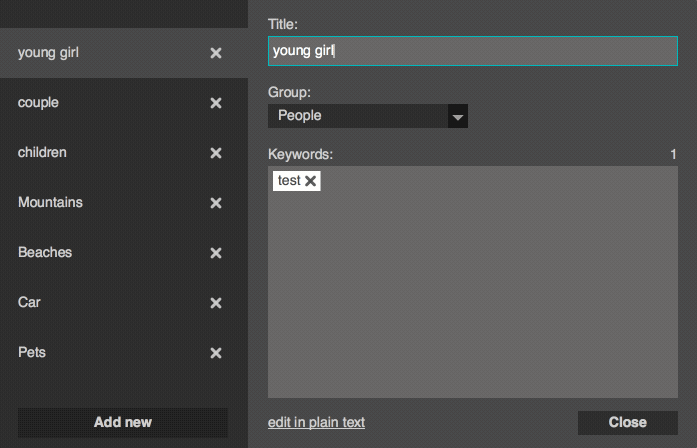 young girl
couple
children
Mountains
Beaches
Car
Pets
Add new
Title:
young girl
Group:
People
Keywords: 1
test
edit in plain text
Close